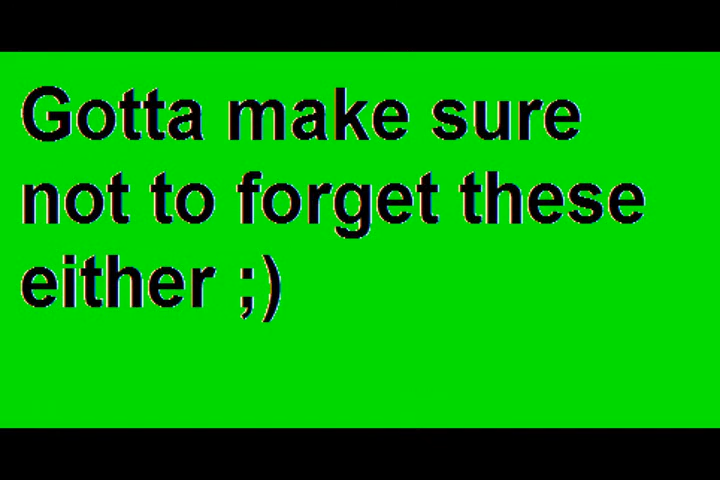 Gotta make sure
not to forget these
either ;)